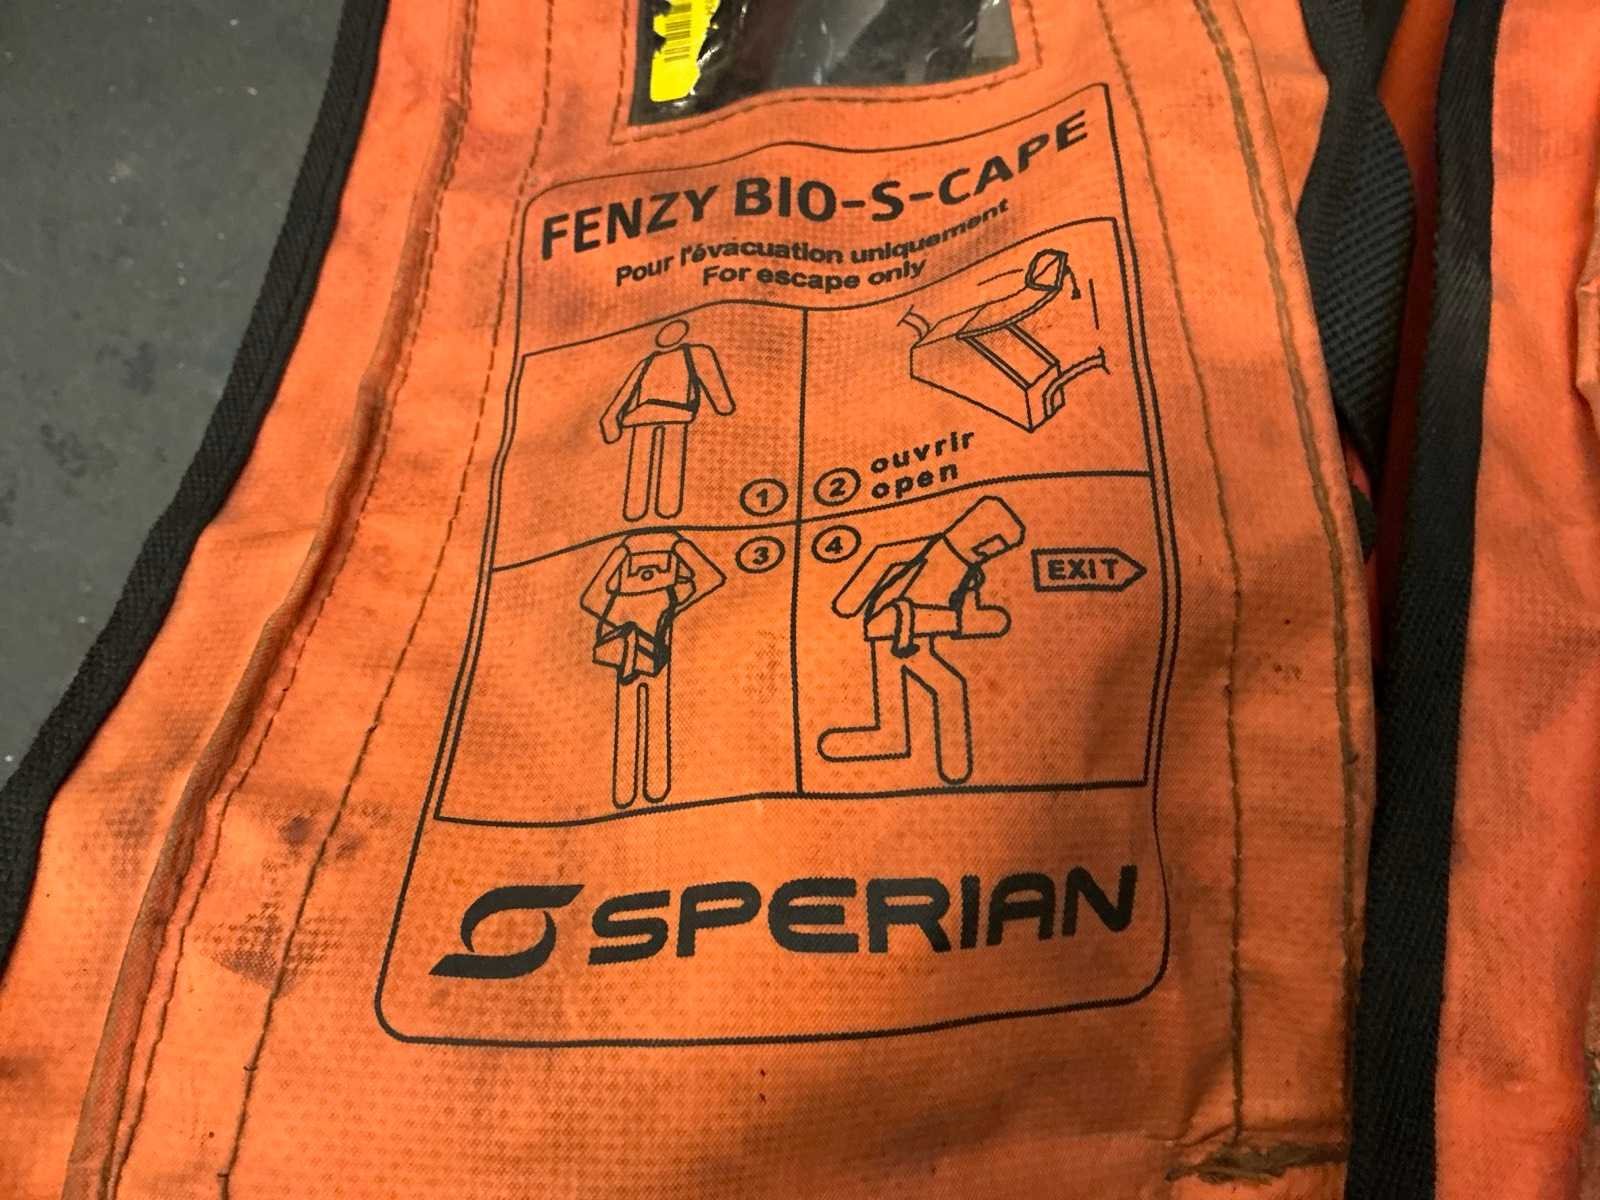 FENZY BIO-S-CAPE
Pour l'évacuation uniquement
For escape only
1
2
ouvrir
open
3
4
EXIT
SPERIAN